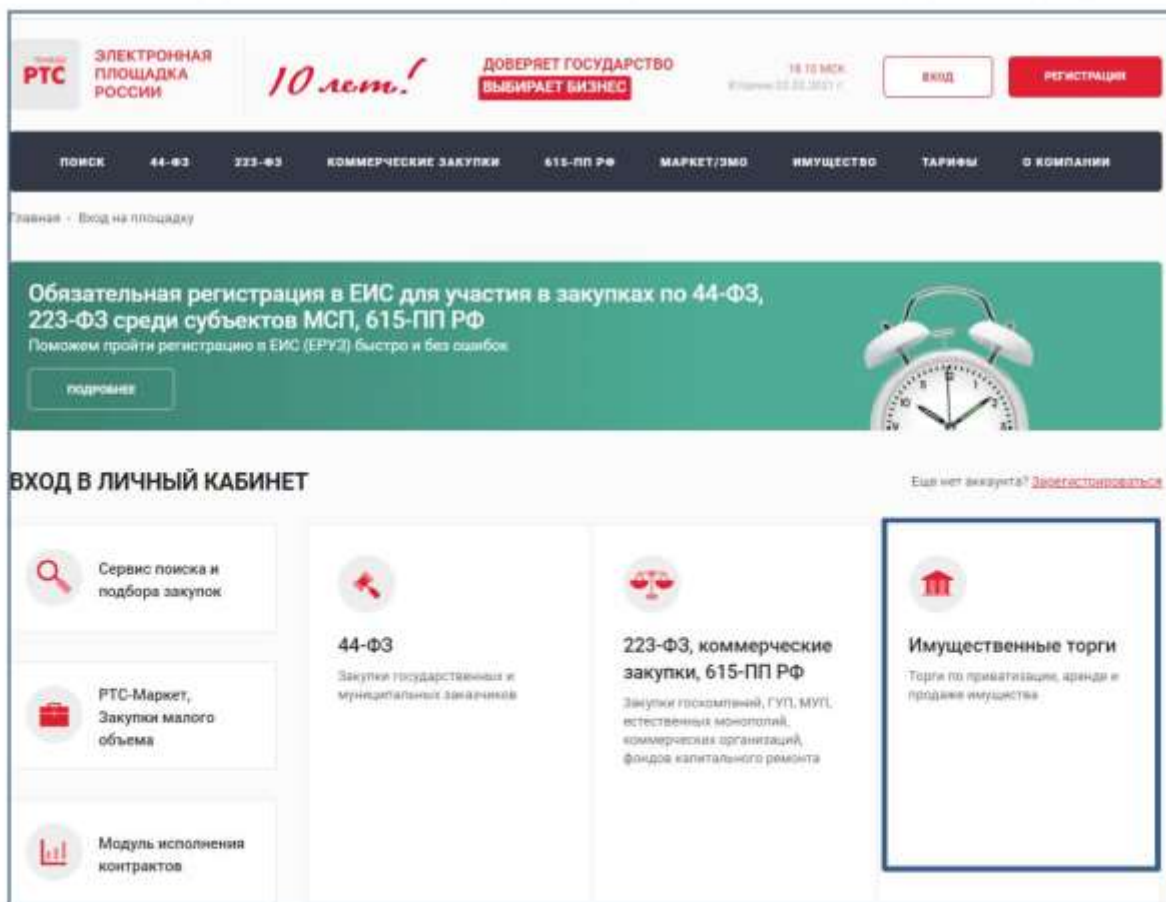 РТС
ЭЛЕКТРОННАЯ
ПЛОЩАДКА
РОССИИ
10 лет!
ДОВЕРЯЕТ ГОСУДАРСТВО
ВЫБИРАЕТ БИЗНЕС
МСК
ВХОД
РЕГИСТРАЦИЯ
ПОИСК 44-ФЗ 223-ФЗ КОММЕРЧЕСКИЕ ЗАКУПКИ 615-ПП РФ МАРКЕТ/ЗМО ИМУЩЕСТВО ТАРИФЫ О КОМПАНИИ
Главная - Вход на площадку
Обязательная регистрация в ЕИС для участия в закупках по 44-ФЗ,
223-ФЗ среди субъектов МСП, 615-ПП РФ
Поможем пройти регистрацию в ЕИС (ЕРУЗ) быстро и без ошибок
ПОДРОБНЕЕ
ВХОД В ЛИЧНЫЙ КАБИНЕТ
Еще нет аккаунта? Зарегистрироваться
Сервис поиска и
подбора закупок
РТС-Маркет,
Закупки малого
объема
Модуль исполнения
контрактов
44-ФЗ
Закупки государственных и
муниципальных заказчиков
223-ФЗ, коммерческие
закупки, 615-ПП РФ
Закупки госкомпаний, ГУП, МУП,
естественных монополий,
коммерческих организаций,
фондов капитального ремонта
Имущественные торги
Торги по приватизации, аренде и
продаже имущества